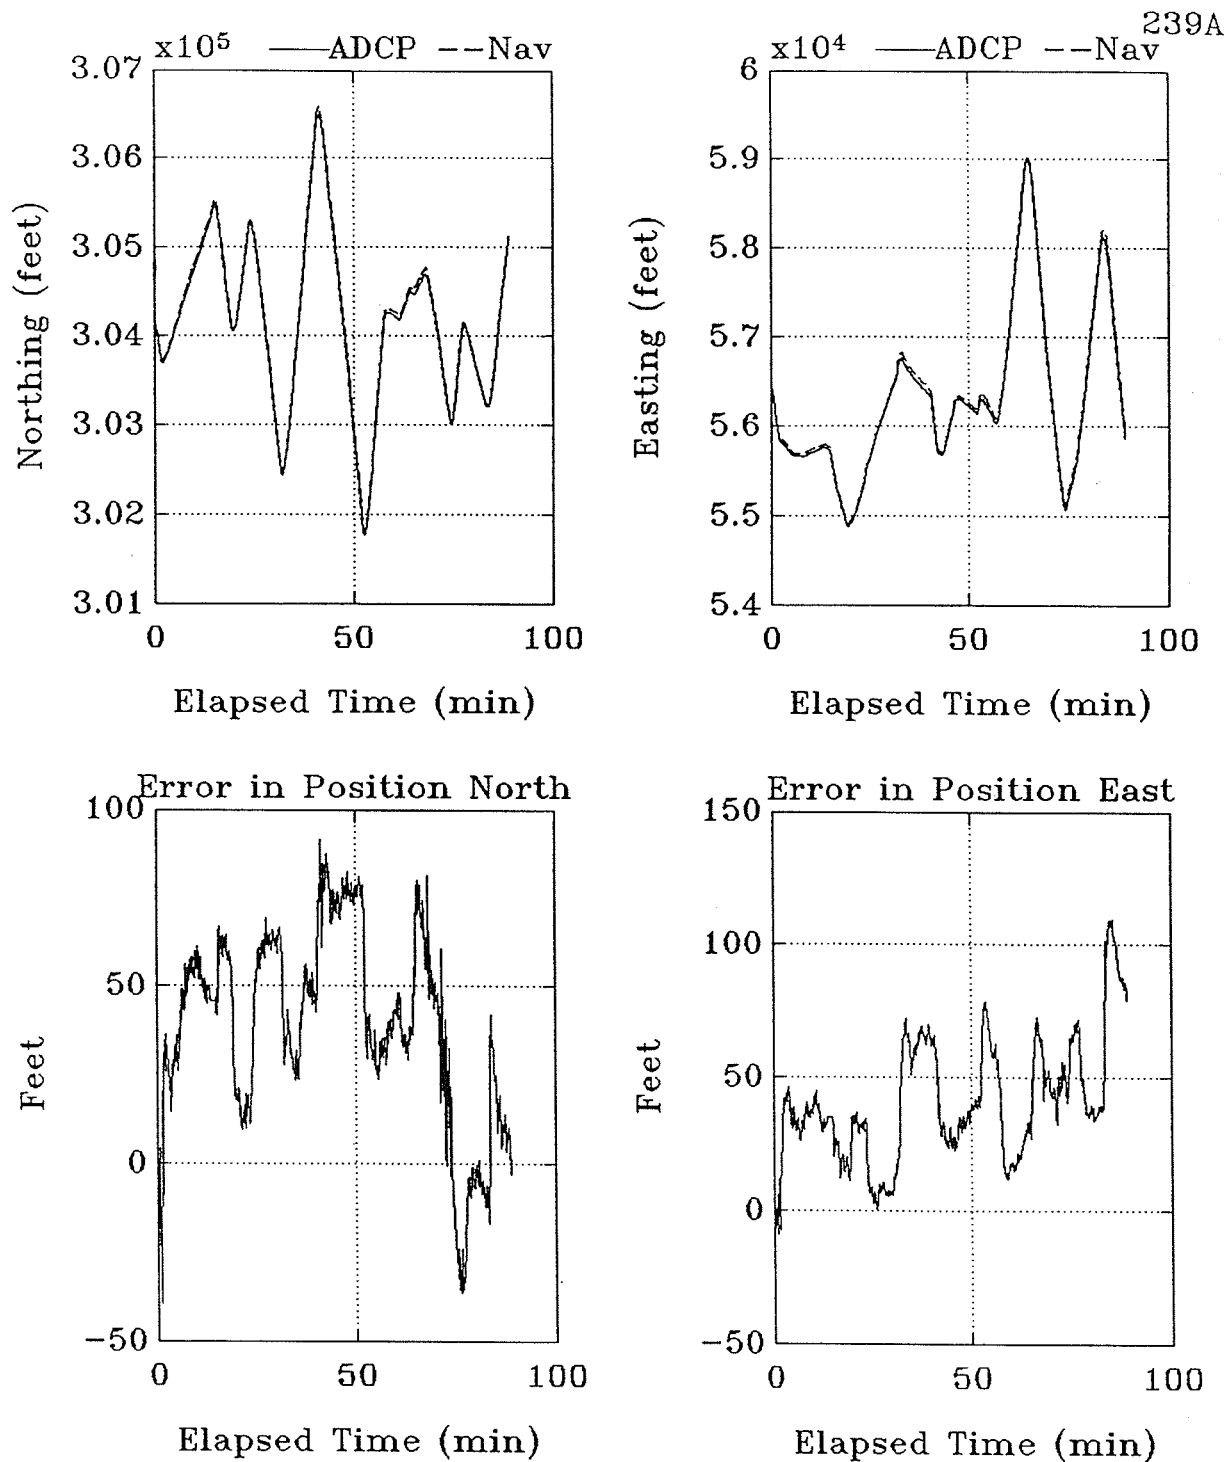 239A
x10⁵ ——ADCP --Nav
3.07
3.06
3.05
3.04
3.03
3.02
3.01
0 50 100
Northing (feet)
Elapsed Time (min)
x10⁴ ——ADCP --Nav
6
5.9
5.8
5.7
5.6
5.5
5.4
0 50 100
Easting (feet)
Elapsed Time (min)
Error in Position North
100
50
0
-50
0 50 100
Feet
Elapsed Time (min)
Error in Position East
150
100
50
0
-50
0 50 100
Feet
Elapsed Time (min)